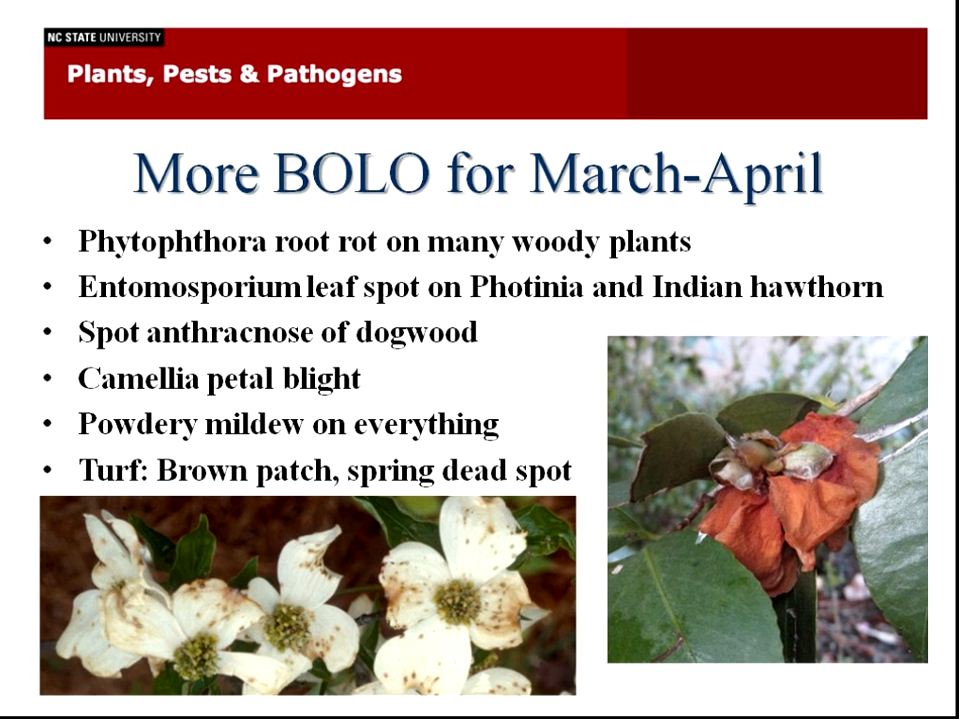 NC STATE UNIVERSITY
Plants, Pests & Pathogens
More BOLO for March-April
• Phytophthora root rot on many woody plants
• Entomosporium leaf spot on Photinia and Indian hawthorn
• Spot anthracnose of dogwood
• Camellia petal blight
• Powdery mildew on everything
• Turf: Brown patch, spring dead spot